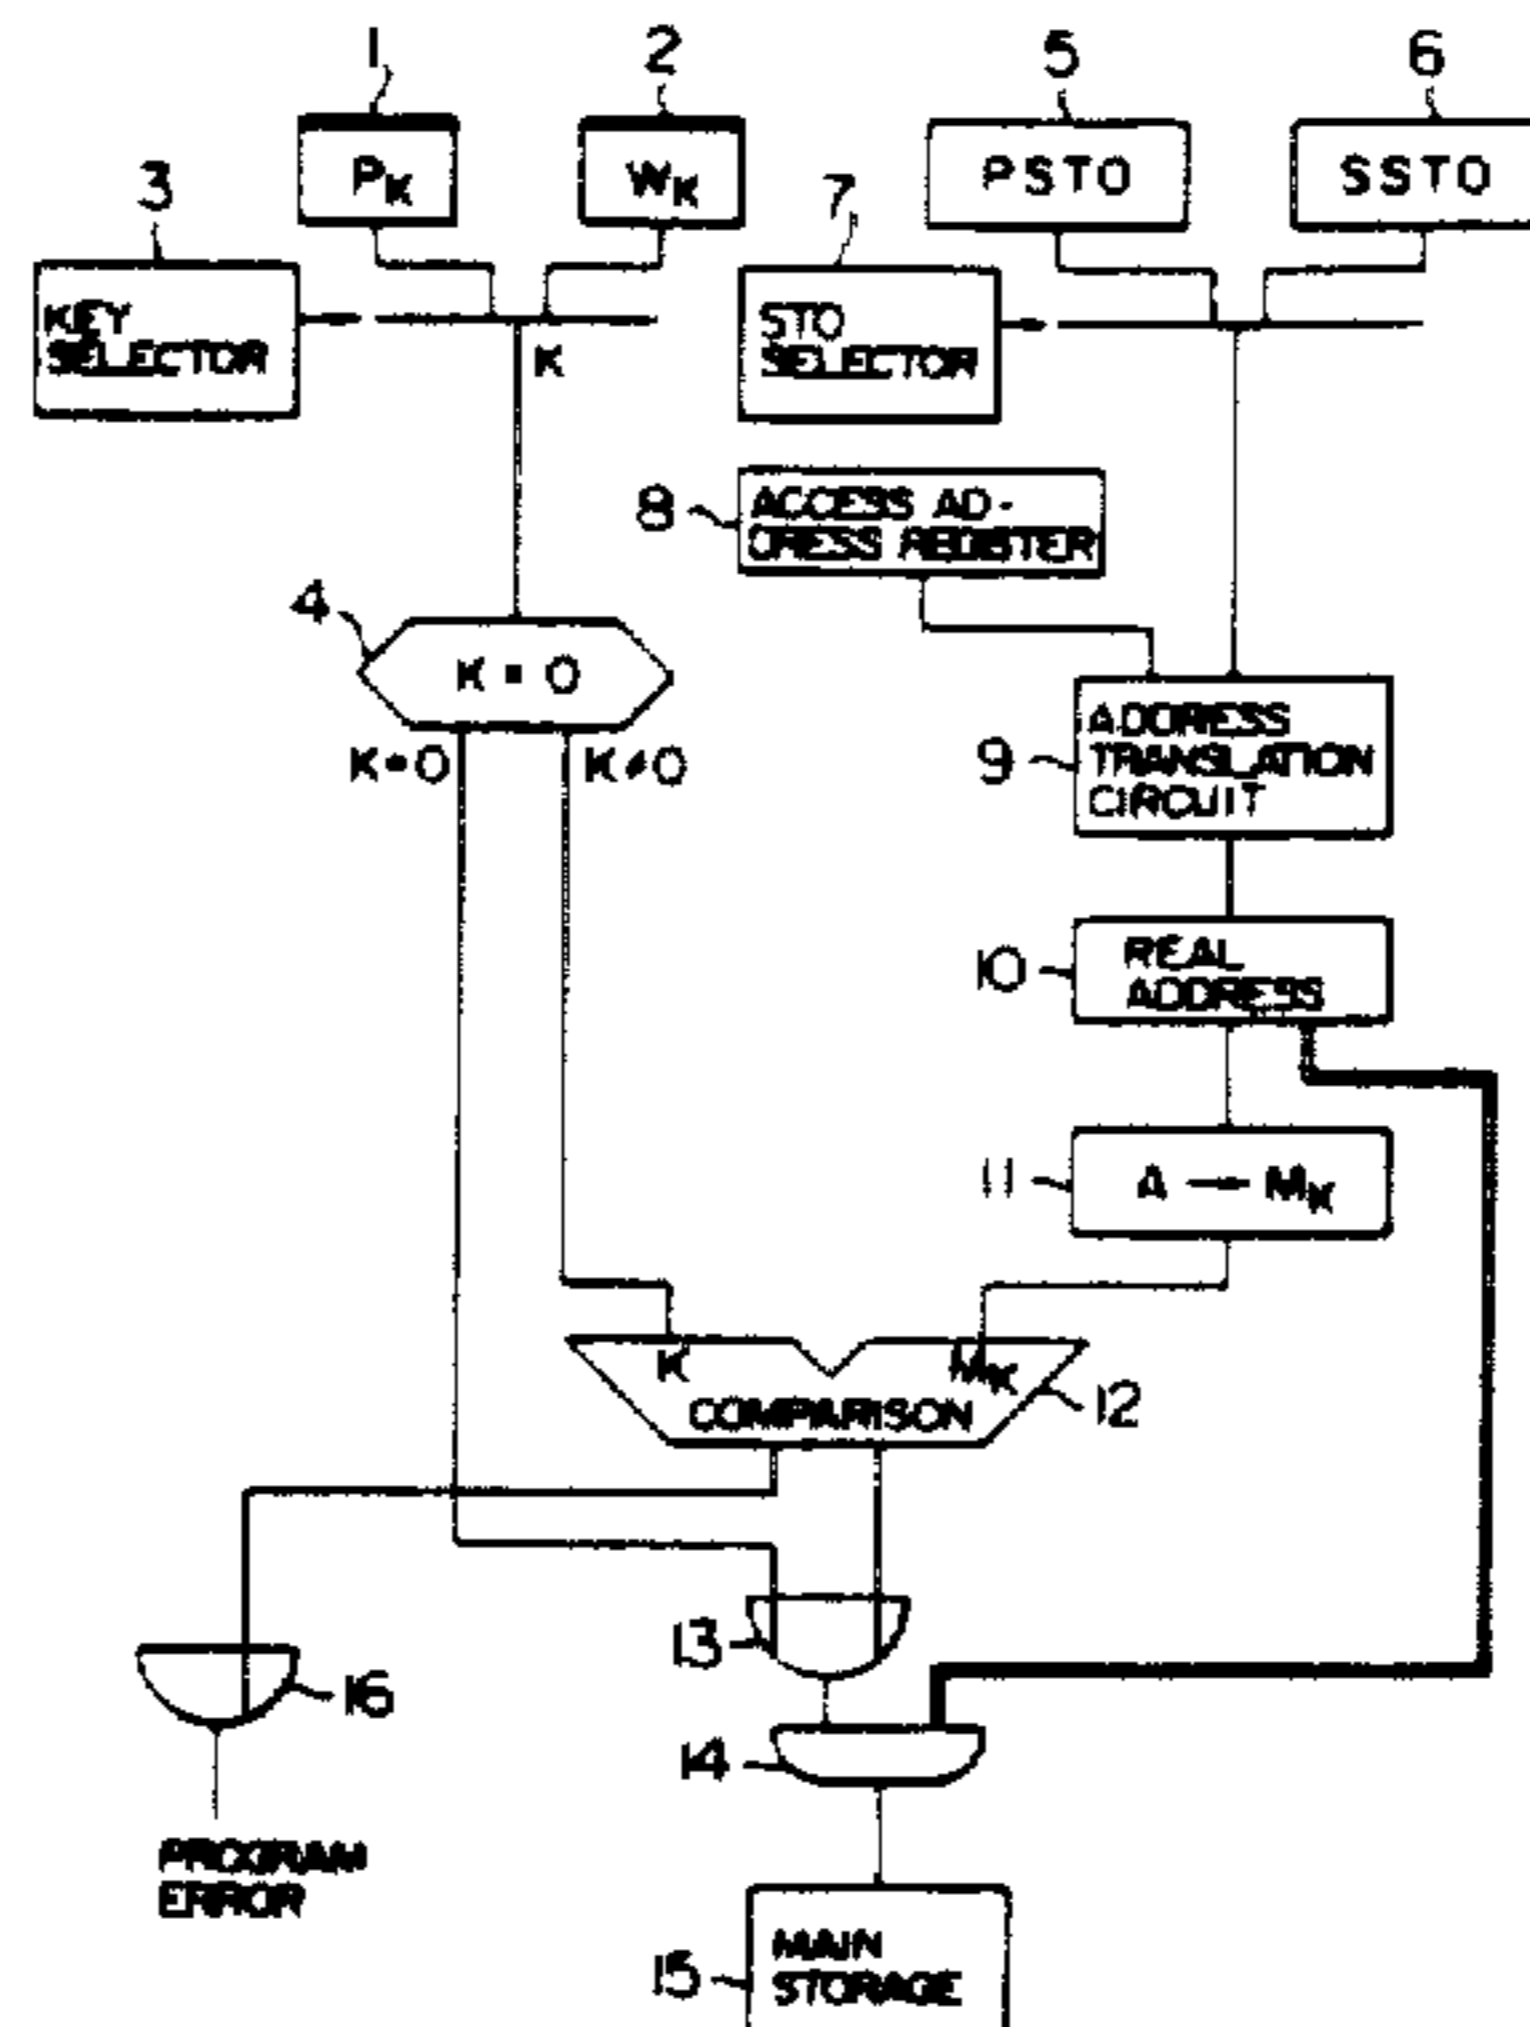 1
2
5
6
PK
WK
PSTO
SSTO
3
7
KEY
SELECTOR
K
STO
SELECTOR
8
ACCESS AD-
DRESS REGISTER
4
K = 0
K=0
K≠0
9
ADDRESS
TRANSLATION
CIRCUIT
10
REAL
ADDRESS
11
A → MK
K
MK
COMPARISON
12
13
16
14
PROGRAM
ERROR
15
MAIN
STORAGE